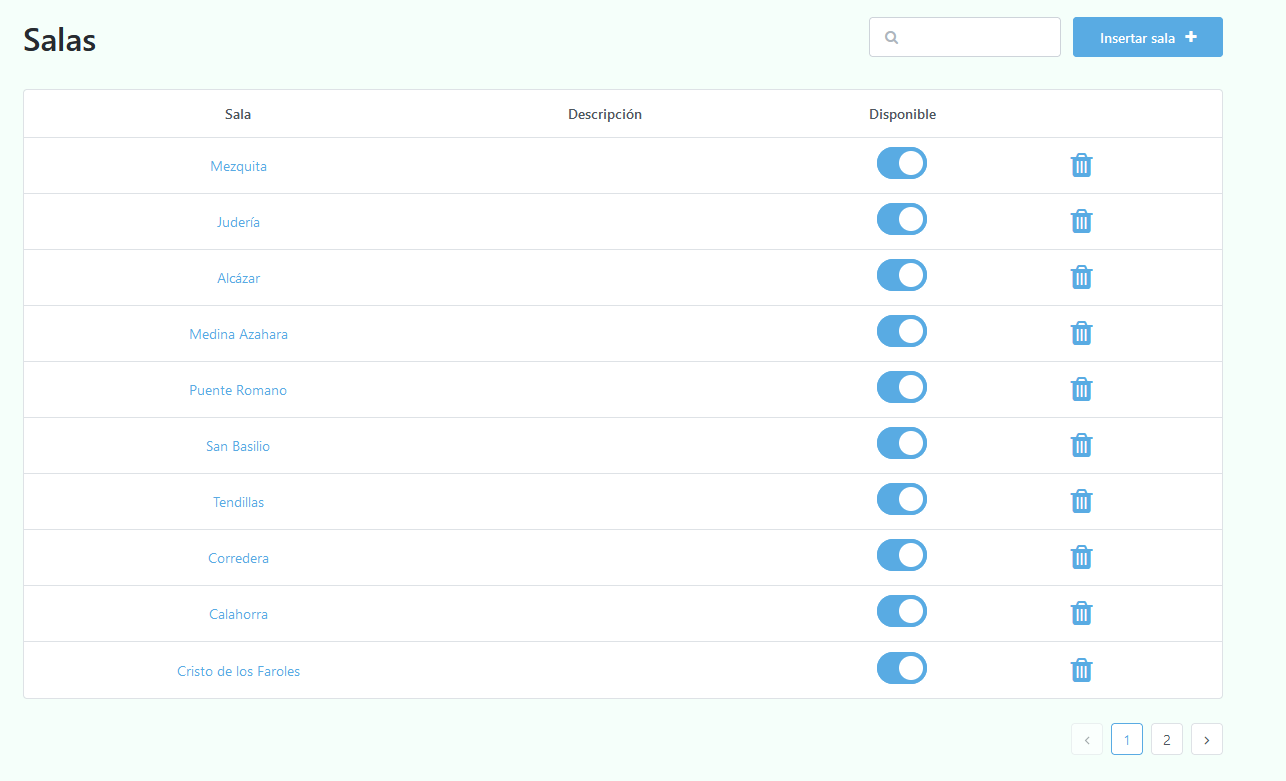 Salas
Insertar sala
Sala Descripción Disponible
Mezquita
Judería
Alcázar
Medina Azahara
Puente Romano
San Basilio
Tendillas
Corredera
Calahorra
Cristo de los Faroles
‹ 1 2 ›